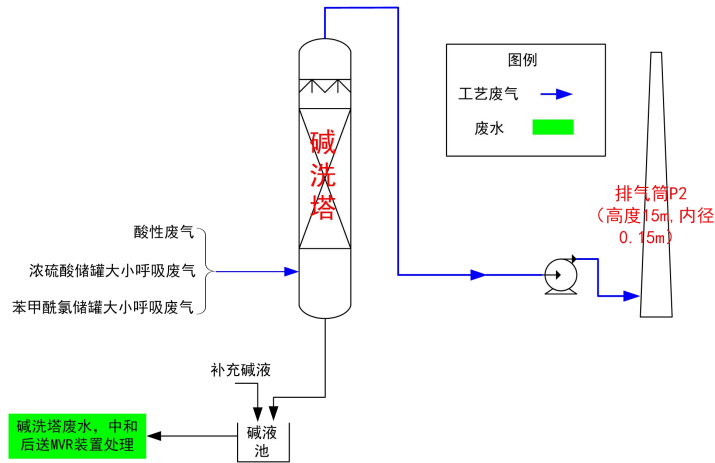 图例
工艺废气
废水
碱
洗
塔
排气筒P2
（高度15m,内径
0.15m）
酸性废气
浓硫酸储罐大小呼吸废气
苯甲酰氯储罐大小呼吸废气
补充碱液
碱液
池
碱洗塔废水，中和
后送MVR装置处理